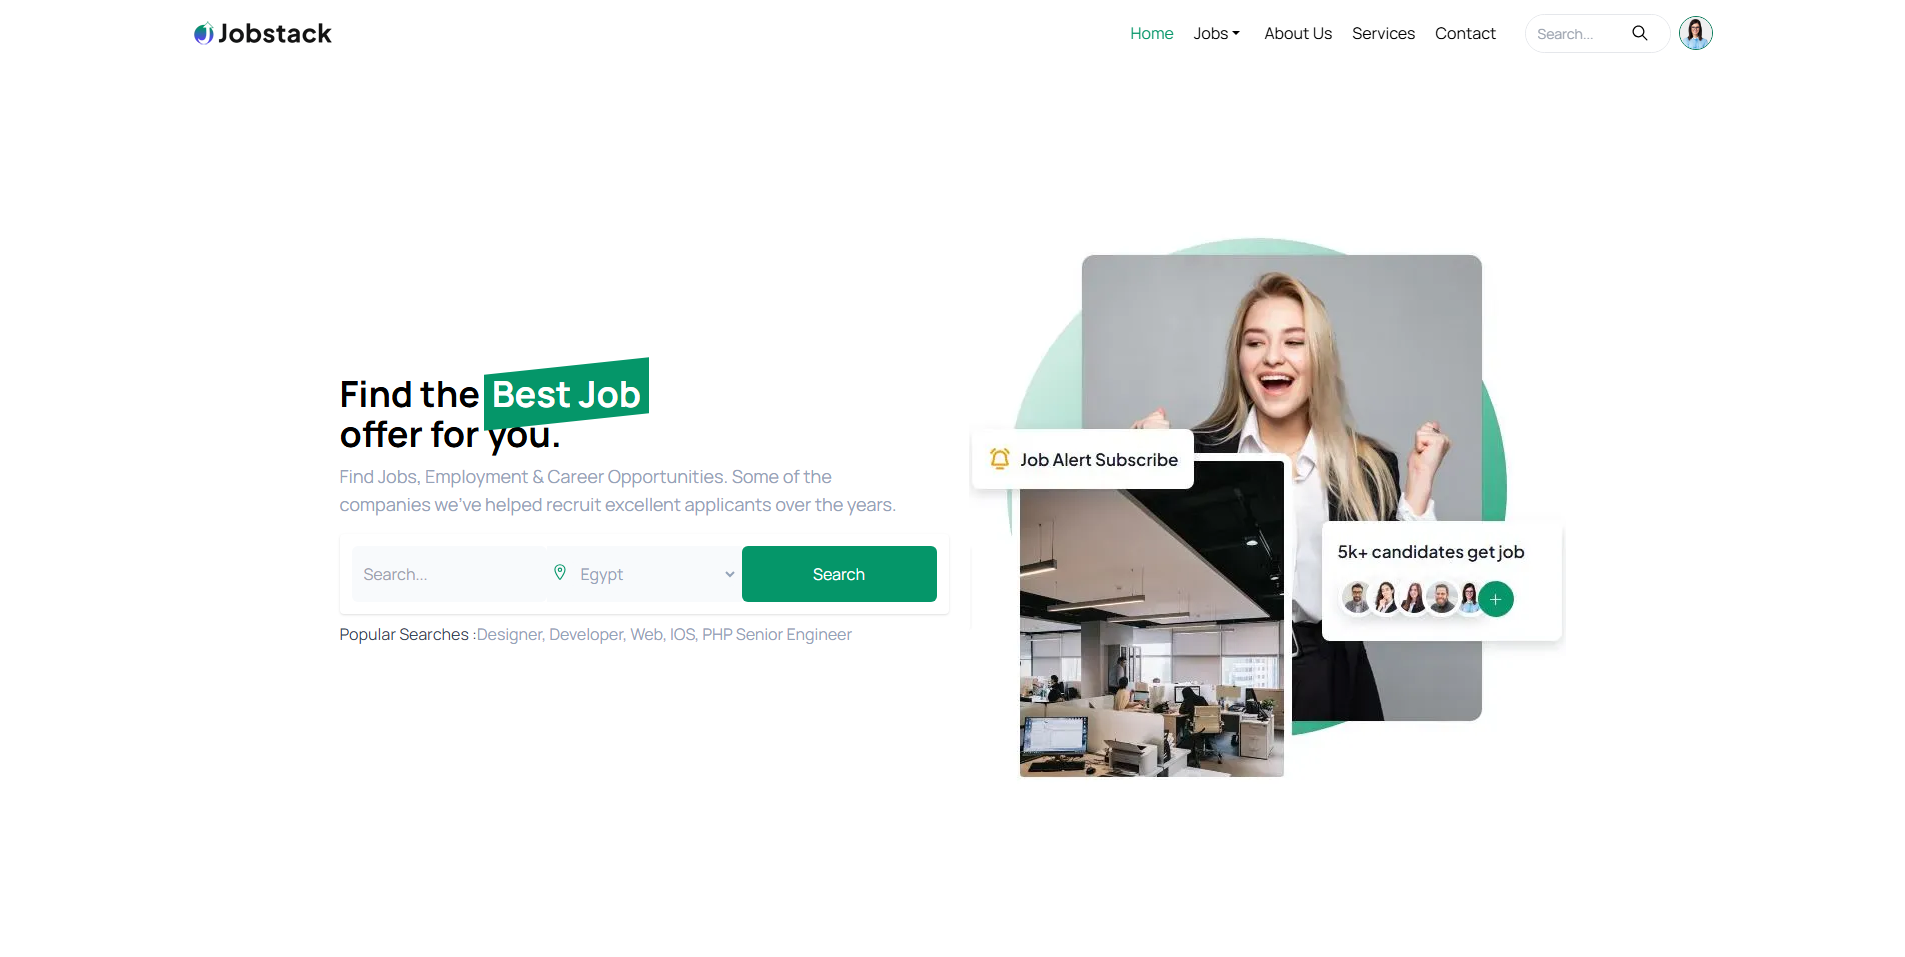 Jobstack
Home Jobs About Us Services Contact Search...
Find the Best Job
offer for you.
Find Jobs, Employment & Career Opportunities. Some of the
companies we've helped recruit excellent applicants over the years.
Search... Egypt Search
Popular Searches :Designer, Developer, Web, IOS, PHP Senior Engineer
Job Alert Subscribe
5k+ candidates get job